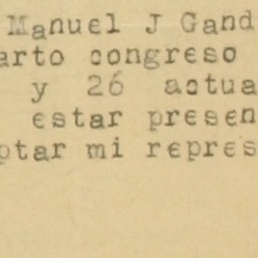 Manuel J Gand
arto congreso
y 26 actua
estar presen
ptar mi repres